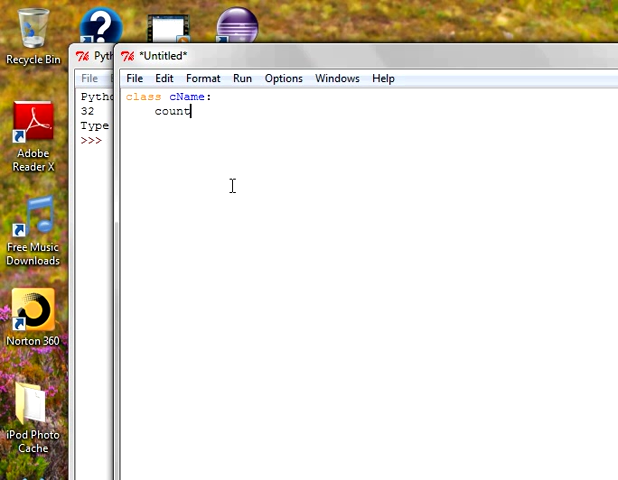 Recycle Bin
Adobe
Reader X
Free Music
Downloads
Norton 360
iPod Photo
Cache
File
32
Type
>>>
*Untitled*
File Edit Format Run Options Windows Help
class cName:
count